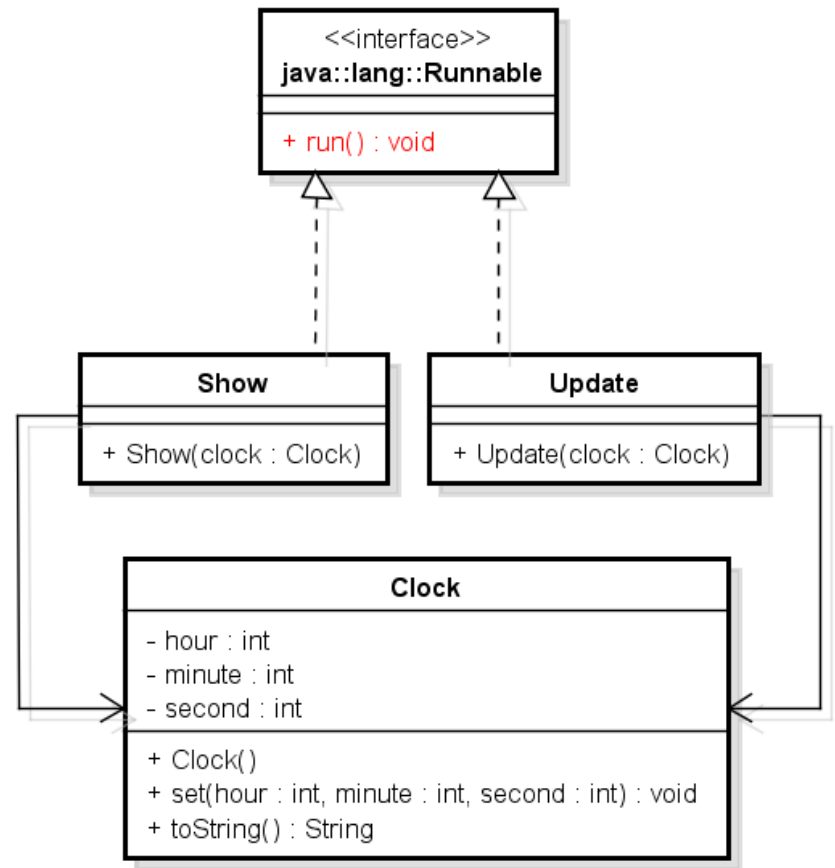 <<interface>>
java::lang::Runnable
+ run() : void
Show
+ Show(clock : Clock)
Update
+ Update(clock : Clock)
Clock
- hour : int
- minute : int
- second : int
+ Clock()
+ set(hour : int, minute : int, second : int) : void
+ toString() : String